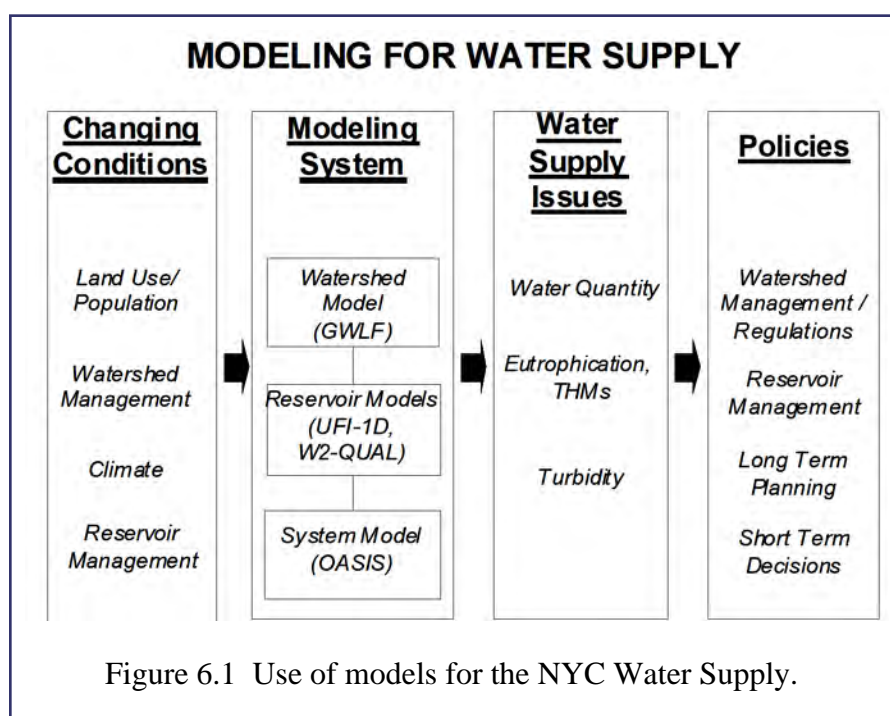 MODELING FOR WATER SUPPLY
Changing
Conditions
Land Use/
Population
Watershed
Management
Climate
Reservoir
Management
Modeling
System
Watershed
Model
(GWLF)
Reservoir Models
(UFI-1D,
W2-QUAL)
System Model
(OASIS)
Water
Supply
Issues
Water Quantity
Eutrophication,
THMs
Turbidity
Policies
Watershed
Management /
Regulations
Reservoir
Management
Long Term
Planning
Short Term
Decisions
Figure 6.1 Use of models for the NYC Water Supply.